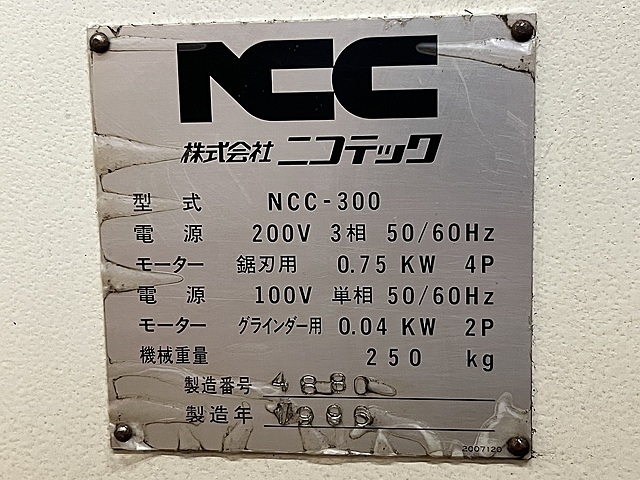 NCC
株式会社 ニコテック
型式 NCC-300
電源 200V 3相 50/60Hz
モーター 鋸刃用 0.75 KW 4P
電源 100V 単相 50/60Hz
モーター グラインダー用 0.04 KW 2P
機械重量 250 kg
製造番号
製造年
2007120